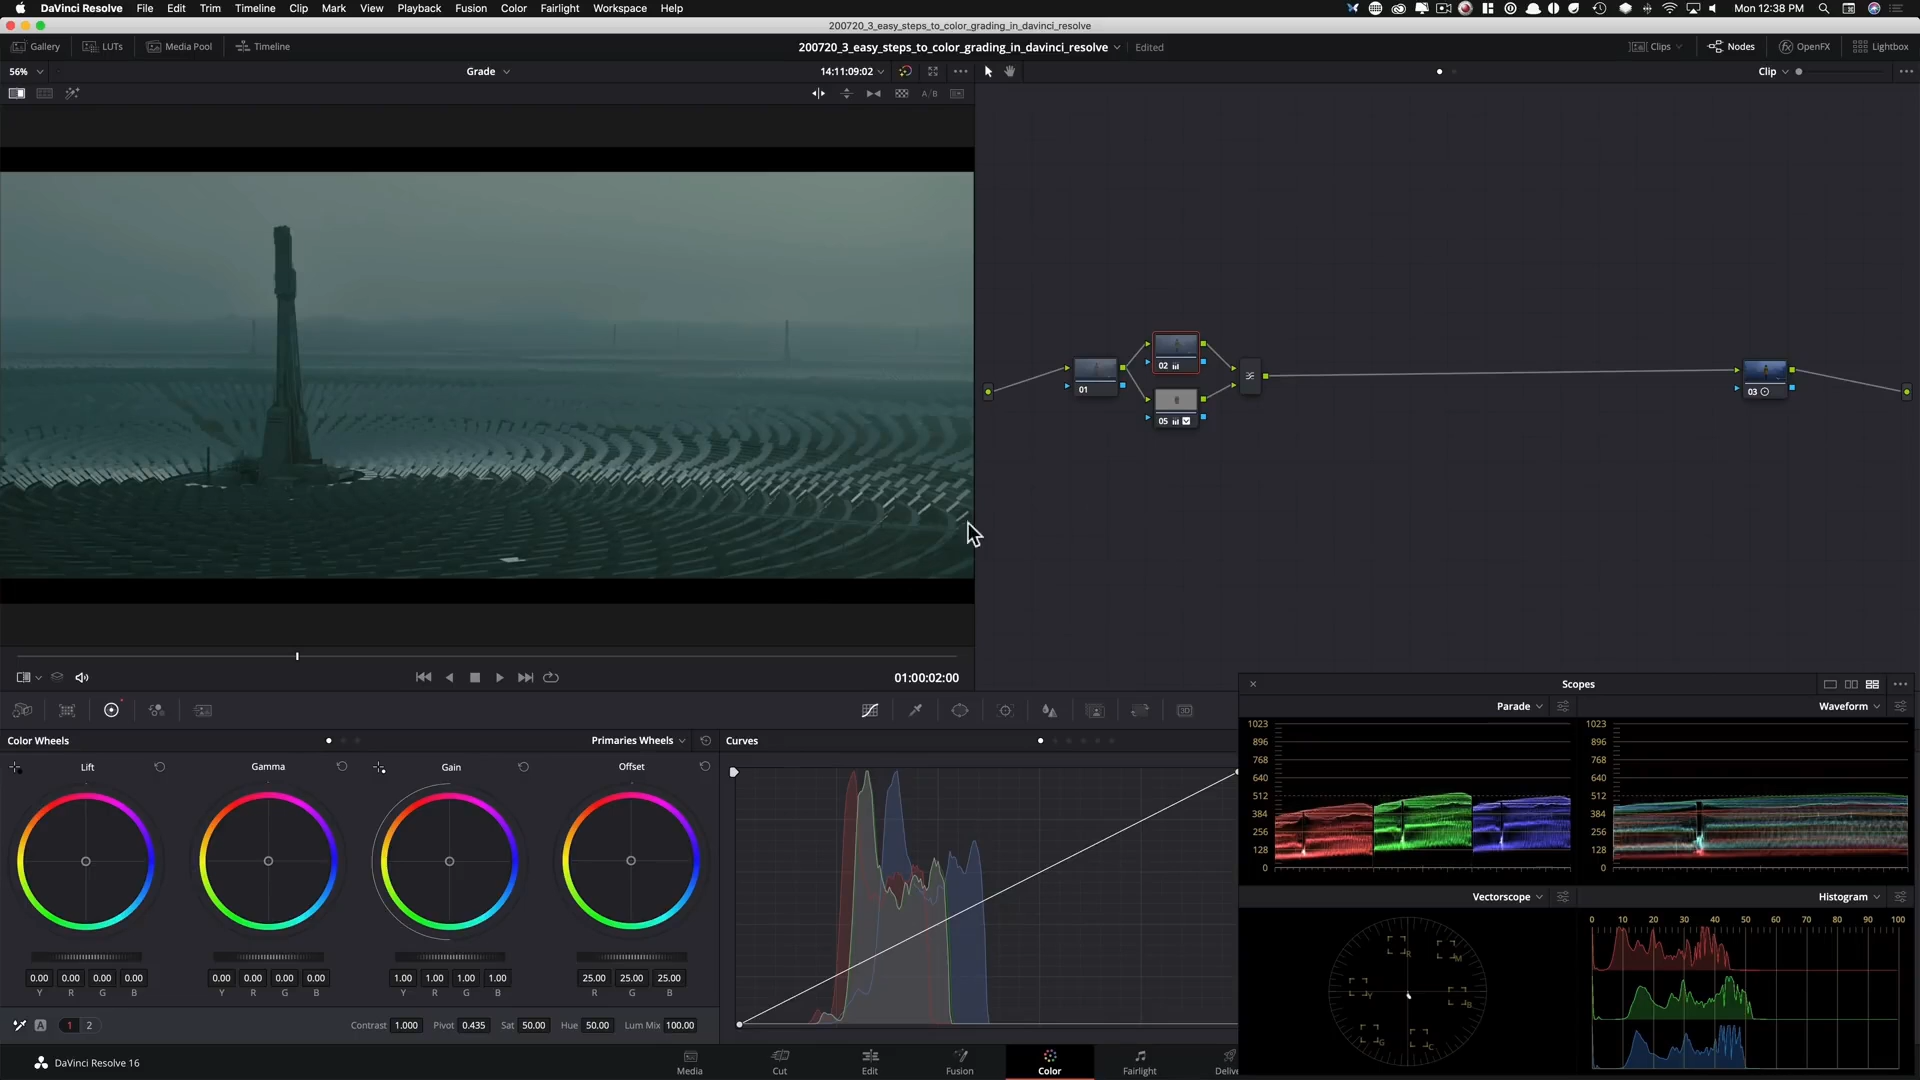 DaVinci Resolve File Edit Trim Timeline Clip Mark View Playback Fusion Color Fairlight Workspace Help Mon 12:38 PM
200720_3_easy_steps_to_color_grading_in_davinci_resolve
Gallery LUTs Media Pool Timeline 200720_3_easy_steps_to_color_grading_in_davinci_resolve Edited Clips Nodes OpenFX Lightbox
56% Grade 14:11:09:02 Clip
A/B
02
01
05
03
01:00:02:00
Scopes
Parade Waveform
1023 1023
896 896
768 768
640 640
512 512
384 384
256 256
128 128
0 0
Color Wheels Primaries Wheels Curves
Lift Gamma Gain Offset
0.00 0.00 0.00 0.00 0.00 0.00 0.00 0.00 1.00 1.00 1.00 1.00 25.00 25.00 25.00
Y R G B Y R G B Y R G B R G B
A 1 2 Contrast 1.000 Pivot 0.435 Sat 50.00 Hue 50.00 Lum Mix 100.00
Vectorscope Histogram
0 10 20 30 40 50 60 70 80 90 100
R M
Y B
G C
DaVinci Resolve 16 Media Cut Edit Fusion Color Fairlight Delive